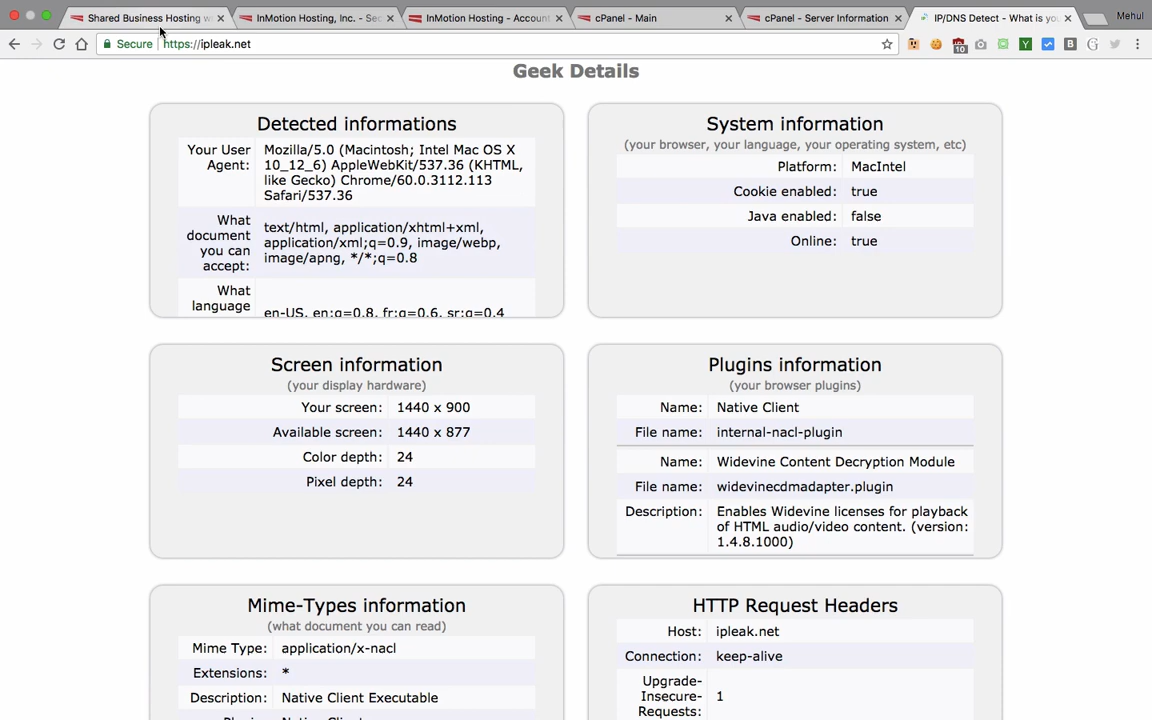 Shared Business Hosting w
InMotion Hosting, Inc. - Sec
InMotion Hosting - Account
cPanel - Main
cPanel - Server Information
IP/DNS Detect - What is you
Mehul
Secure
https://ipleak.net
10
Y
B
G
Geek Details
Detected informations
Your User
Agent:
Mozilla/5.0 (Macintosh; Intel Mac OS X
10_12_6) AppleWebKit/537.36 (KHTML,
like Gecko) Chrome/60.0.3112.113
Safari/537.36
What
document
you can
accept:
text/html, application/xhtml+xml,
application/xml;q=0.9, image/webp,
image/apng, */*;q=0.8
What
language
en-US, en;q=0.8, fr;q=0.6, sr;q=0.4
System information
(your browser, your language, your operating system, etc)
Platform: MacIntel
Cookie enabled: true
Java enabled: false
Online: true
Screen information
(your display hardware)
Your screen: 1440 x 900
Available screen: 1440 x 877
Color depth: 24
Pixel depth: 24
Plugins information
(your browser plugins)
Name: Native Client
File name: internal-nacl-plugin
Name: Widevine Content Decryption Module
File name: widevinecdmadapter.plugin
Description: Enables Widevine licenses for playback
of HTML audio/video content. (version:
1.4.8.1000)
Mime-Types information
(what document you can read)
Mime Type: application/x-nacl
Extensions: *
Description: Native Client Executable
HTTP Request Headers
Host: ipleak.net
Connection: keep-alive
Upgrade-
Insecure-
Requests:
1